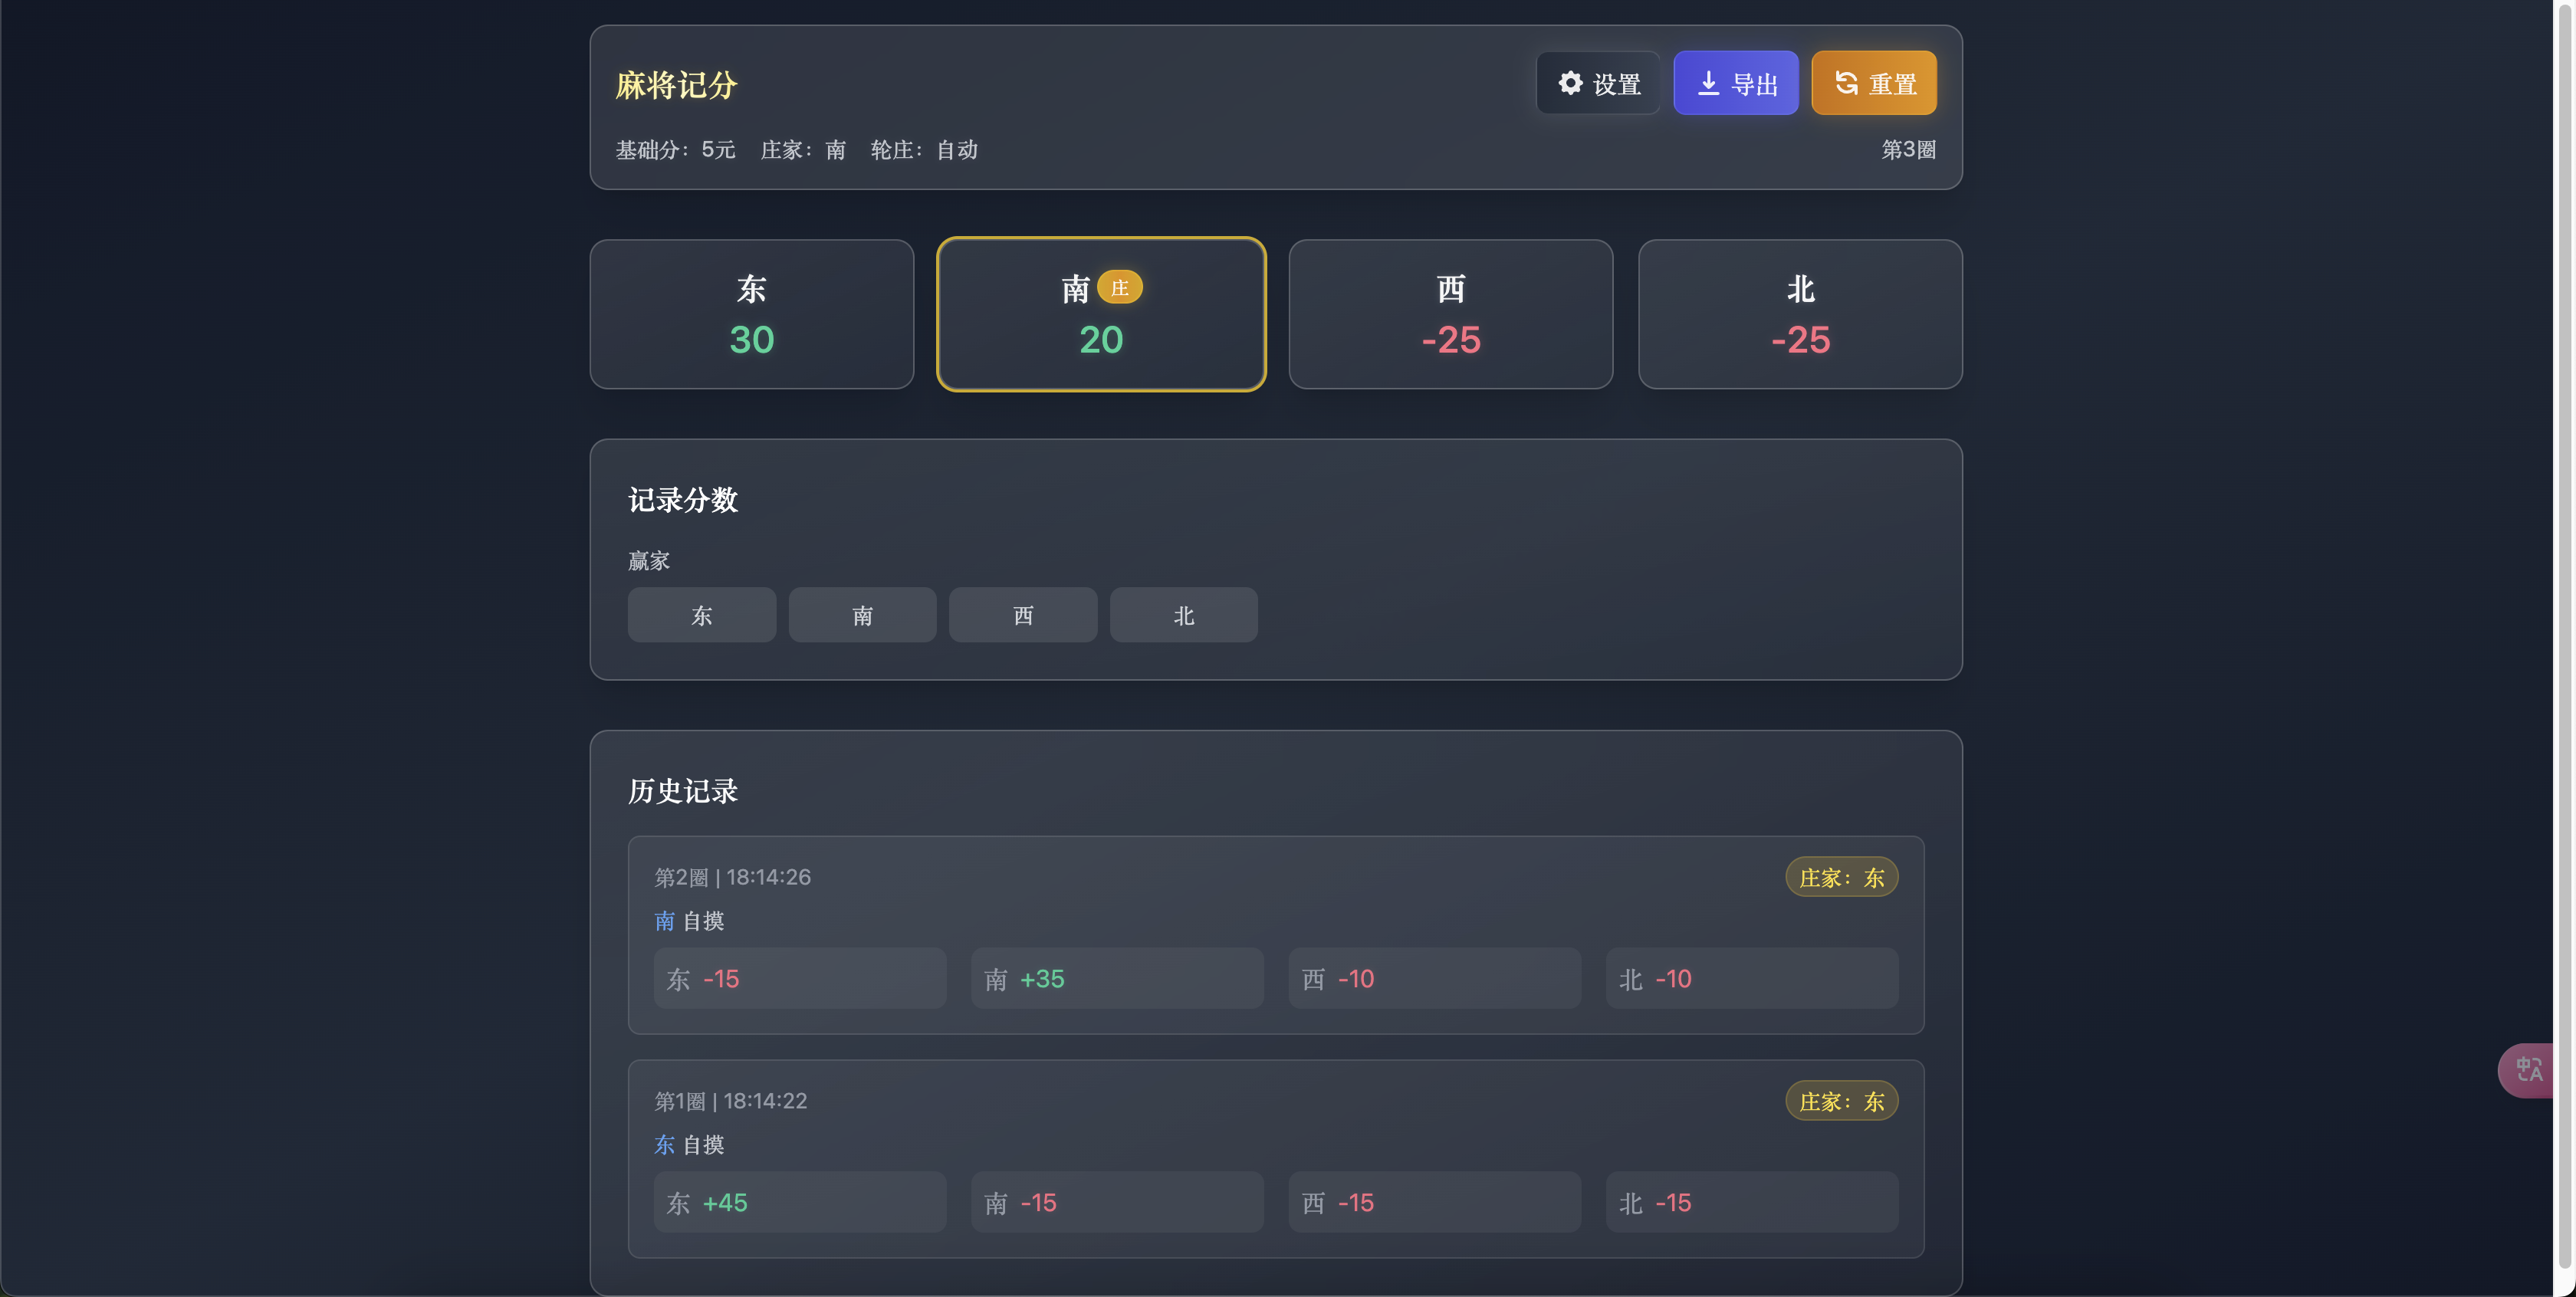 麻将记分
设置 导出 重置
基础分：5元 庄家：南 轮庄：自动 第3圈
东 南 庄 西 北
30 20 -25 -25
记录分数
赢家
东 南 西 北
历史记录
第2圈 | 18:14:26 庄家：东
南 自摸
东 -15 南 +35 西 -10 北 -10
第1圈 | 18:14:22 庄家：东
东 自摸
东 +45 南 -15 西 -15 北 -15
中A